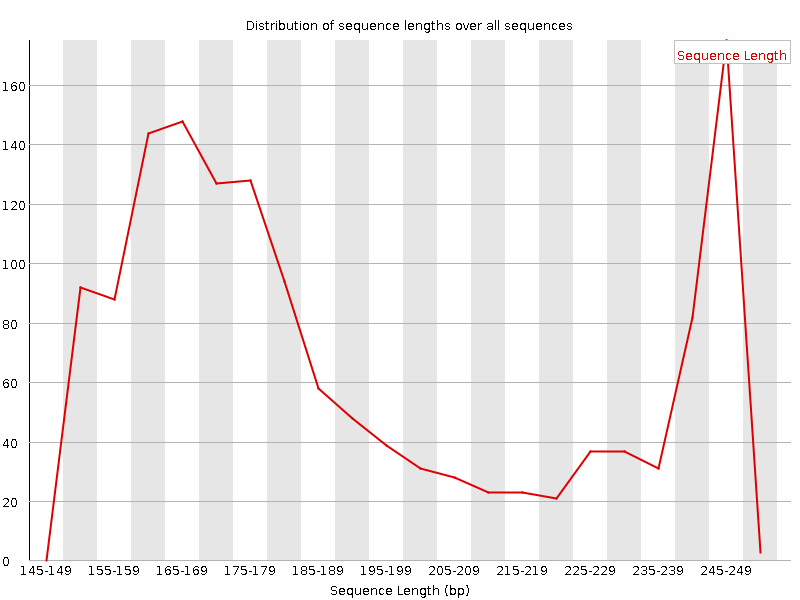 Distribution of sequence lengths over all sequences
Sequence Length
160
140
120
100
80
60
40
20
0
145-149 155-159 165-169 175-179 185-189 195-199 205-209 215-219 225-229 235-239 245-249
Sequence Length (bp)